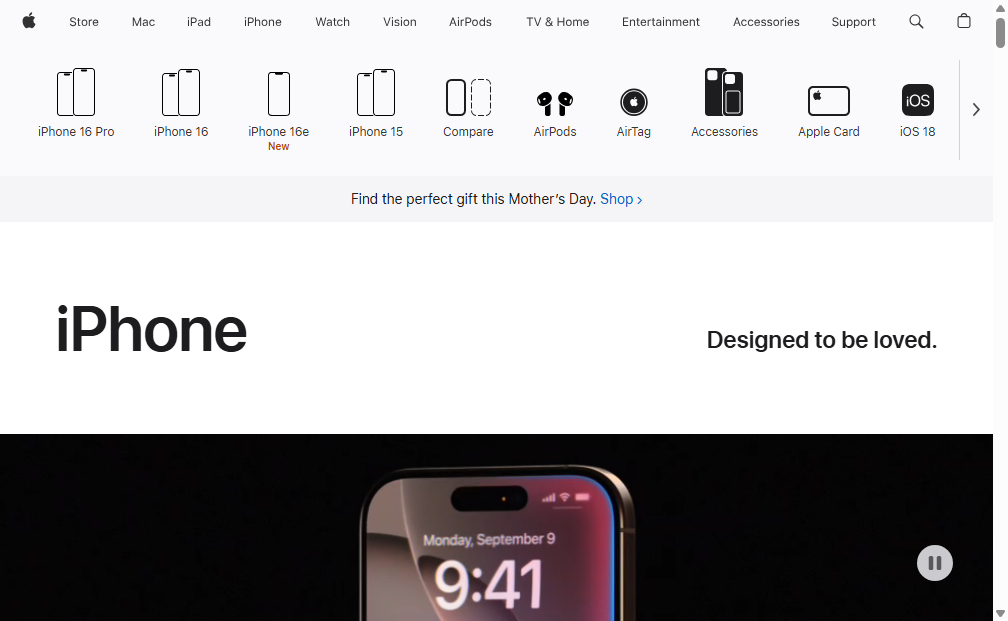 Store Mac iPad iPhone Watch Vision AirPods TV & Home Entertainment Accessories Support
iPhone 16 Pro iPhone 16 iPhone 16e iPhone 15 Compare AirPods AirTag Accessories Apple Card iOS iOS 18
New
Find the perfect gift this Mother’s Day. Shop >
iPhone
Designed to be loved.
Monday, September 9
9:41